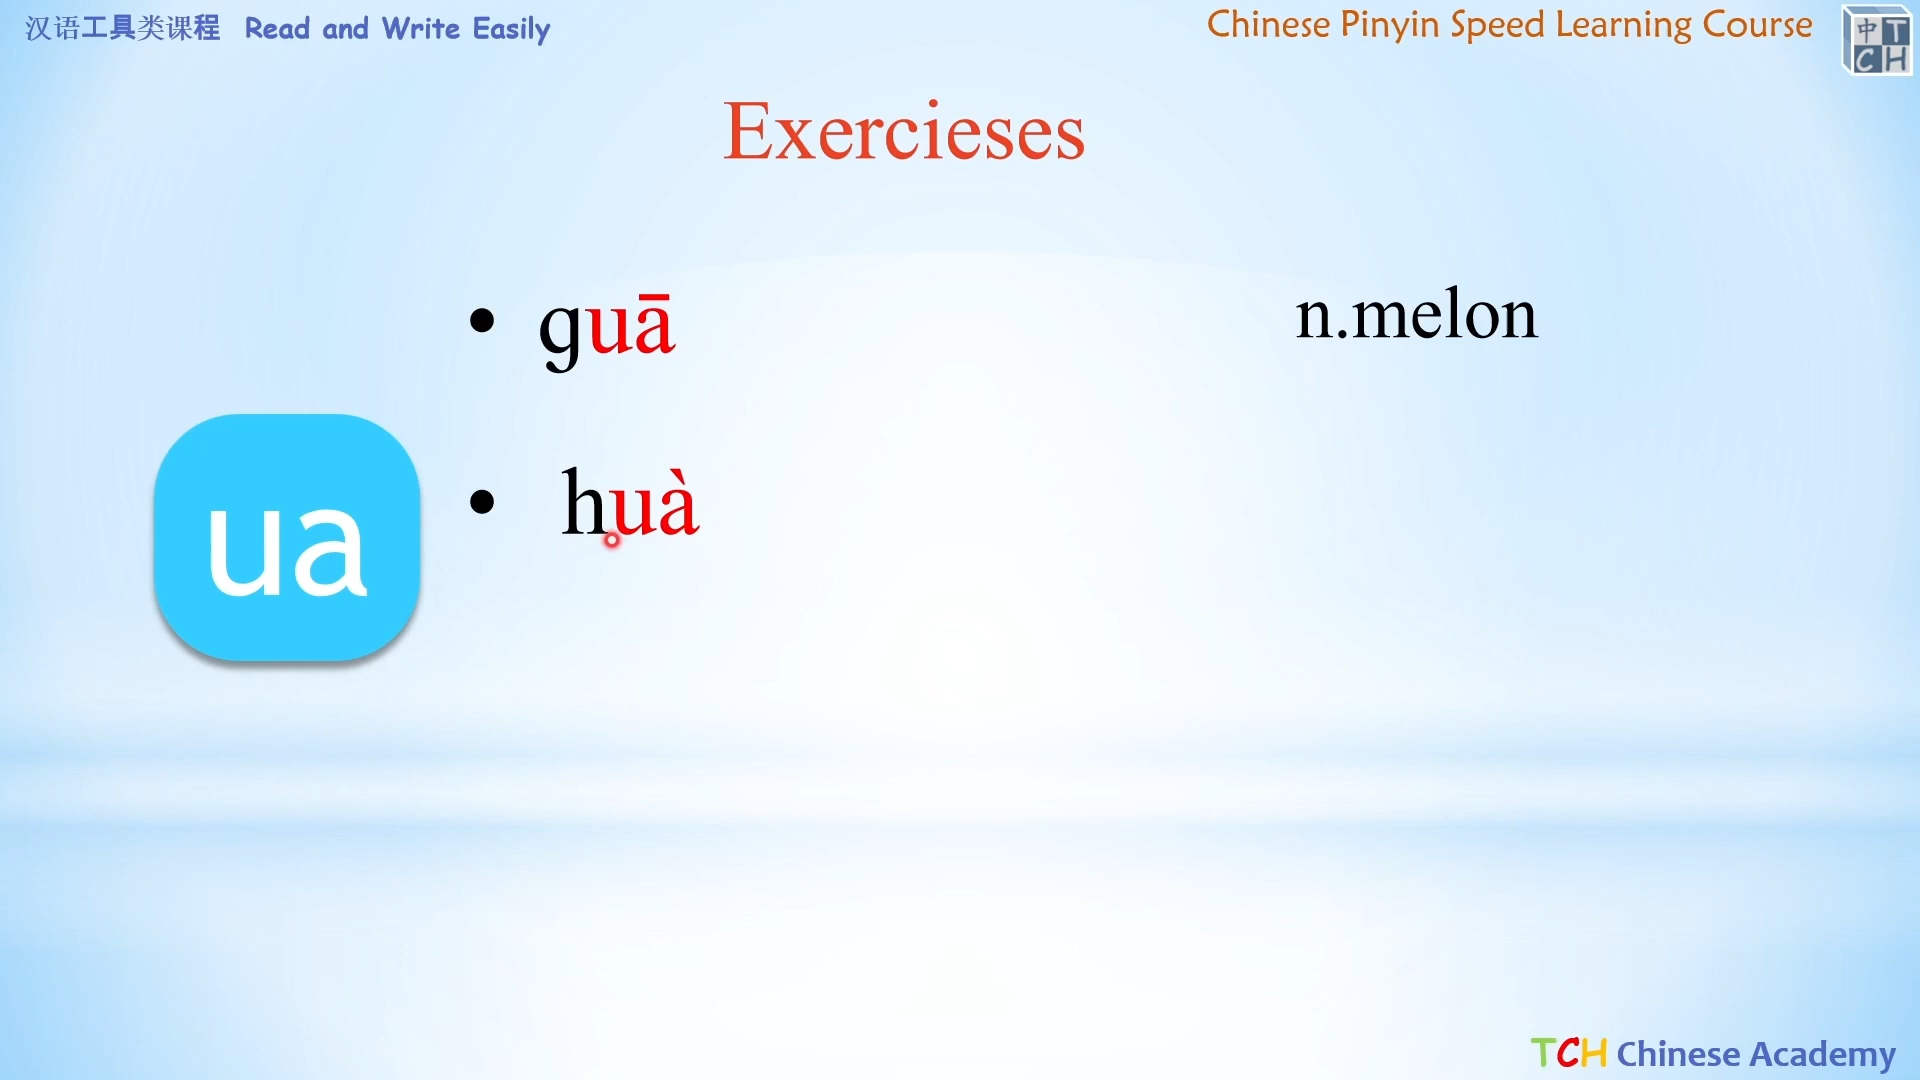 汉语工具类课程 Read and Write Easily
Chinese Pinyin Speed Learning Course
中T
CH
Exercieses
• guā
n.melon
• huà
ua
TCH Chinese Academy